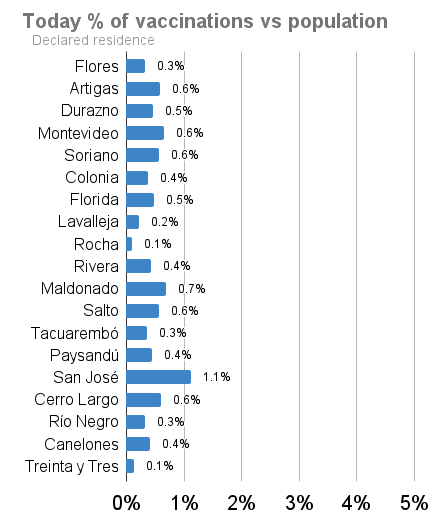 Today % of vaccinations vs population
Declared residence
Flores 0.3%
Artigas 0.6%
Durazno 0.5%
Montevideo 0.6%
Soriano 0.6%
Colonia 0.4%
Florida 0.5%
Lavalleja 0.2%
Rocha 0.1%
Rivera 0.4%
Maldonado 0.7%
Salto 0.6%
Tacuarembó 0.3%
Paysandú 0.4%
San José 1.1%
Cerro Largo 0.6%
Río Negro 0.3%
Canelones 0.4%
Treinta y Tres 0.1%
0% 1% 2% 3% 4% 5%